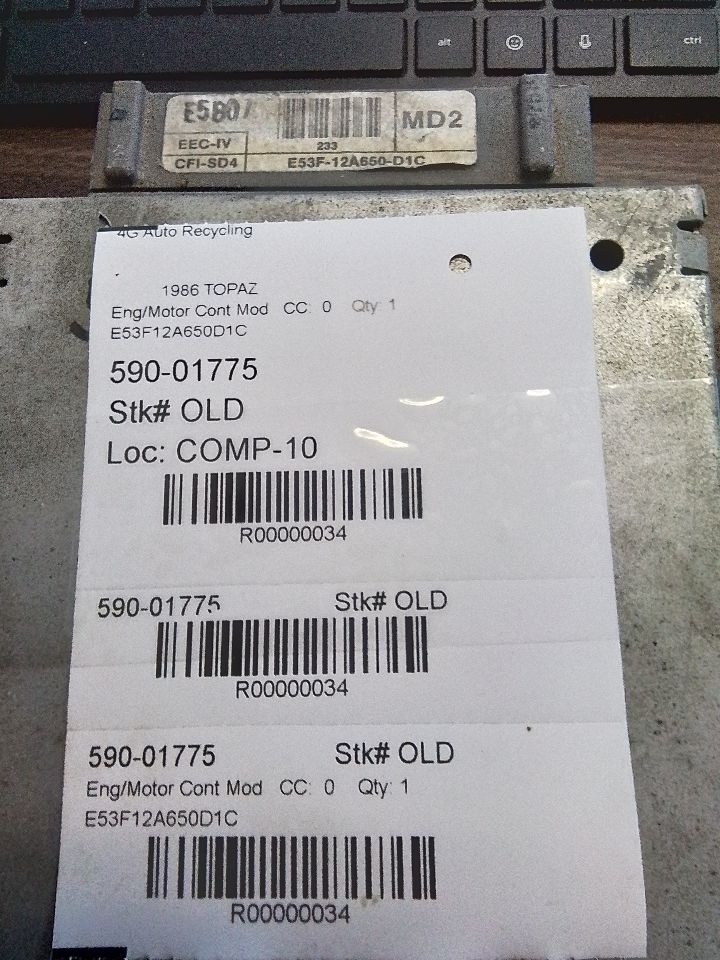 alt
ctrl
E5B0
MD2
EEC-IV
233
CFI-SD4
E53F-12A650-D1C
4G Auto Recycling
1986 TOPAZ
Eng/Motor Cont Mod CC: 0 Qty: 1
E53F12A650D1C
590-01775
Stk# OLD
Loc: COMP-10
R00000034
590-01775 Stk# OLD
R00000034
590-01775 Stk# OLD
Eng/Motor Cont Mod CC: 0 Qty: 1
E53F12A650D1C
R00000034